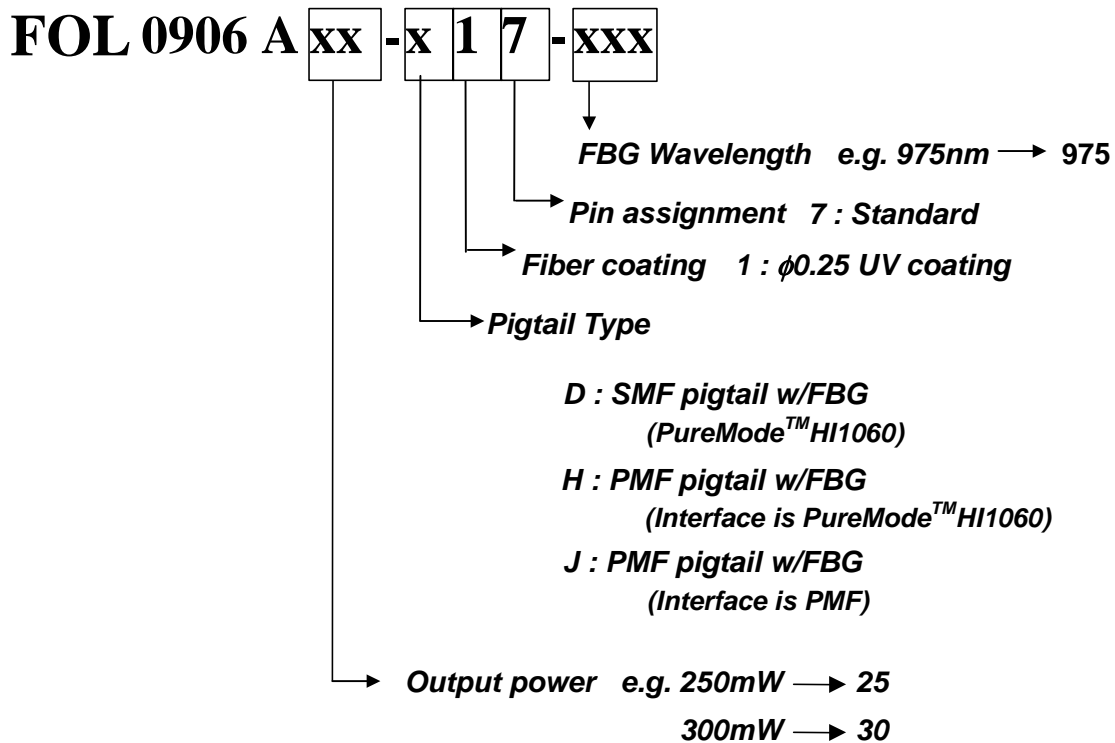 FOL 0906 A xx - x 1 7 - xxx
FBG Wavelength e.g. 975nm → 975
Pin assignment 7 : Standard
Fiber coating 1 : ϕ0.25 UV coating
Pigtail Type
D : SMF pigtail w/FBG
(PureMode™HI1060)
H : PMF pigtail w/FBG
(Interface is PureMode™HI1060)
J : PMF pigtail w/FBG
(Interface is PMF)
Output power e.g. 250mW → 25
300mW → 30